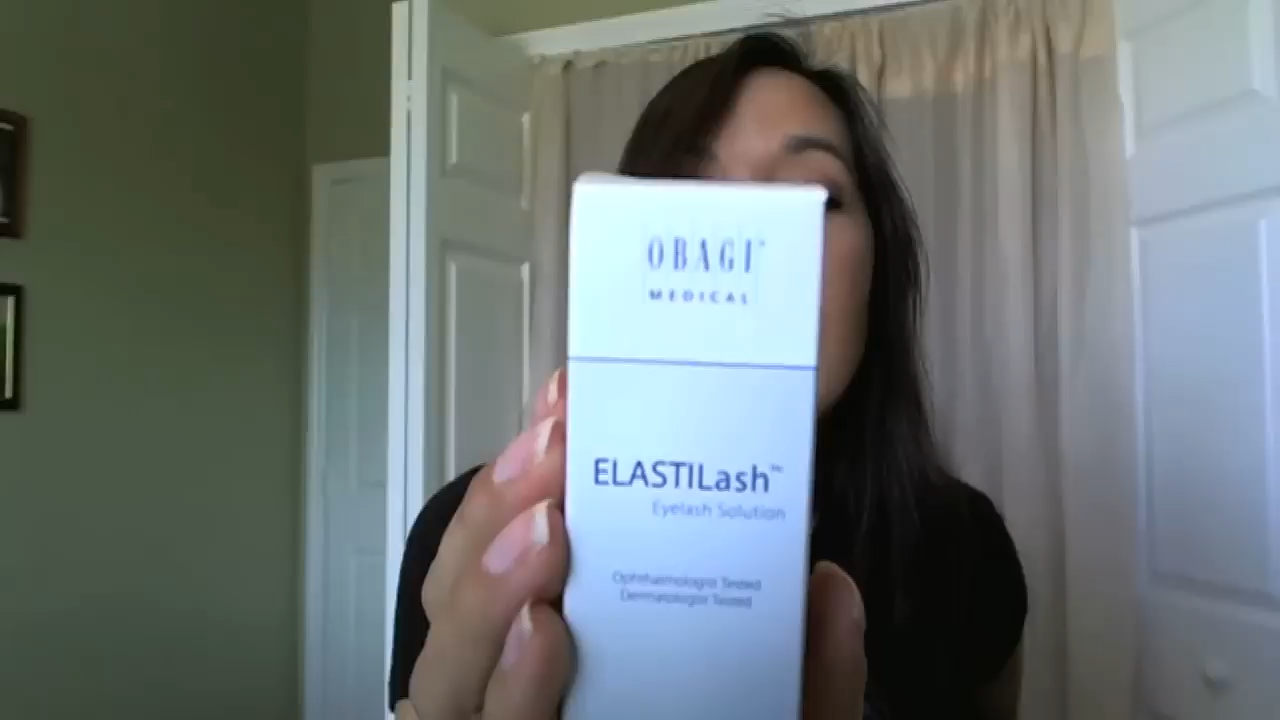 OBAGI
MEDICAL
ELASTILash™
Eyelash Solution
Ophthalmologist Tested
Dermatologist Tested